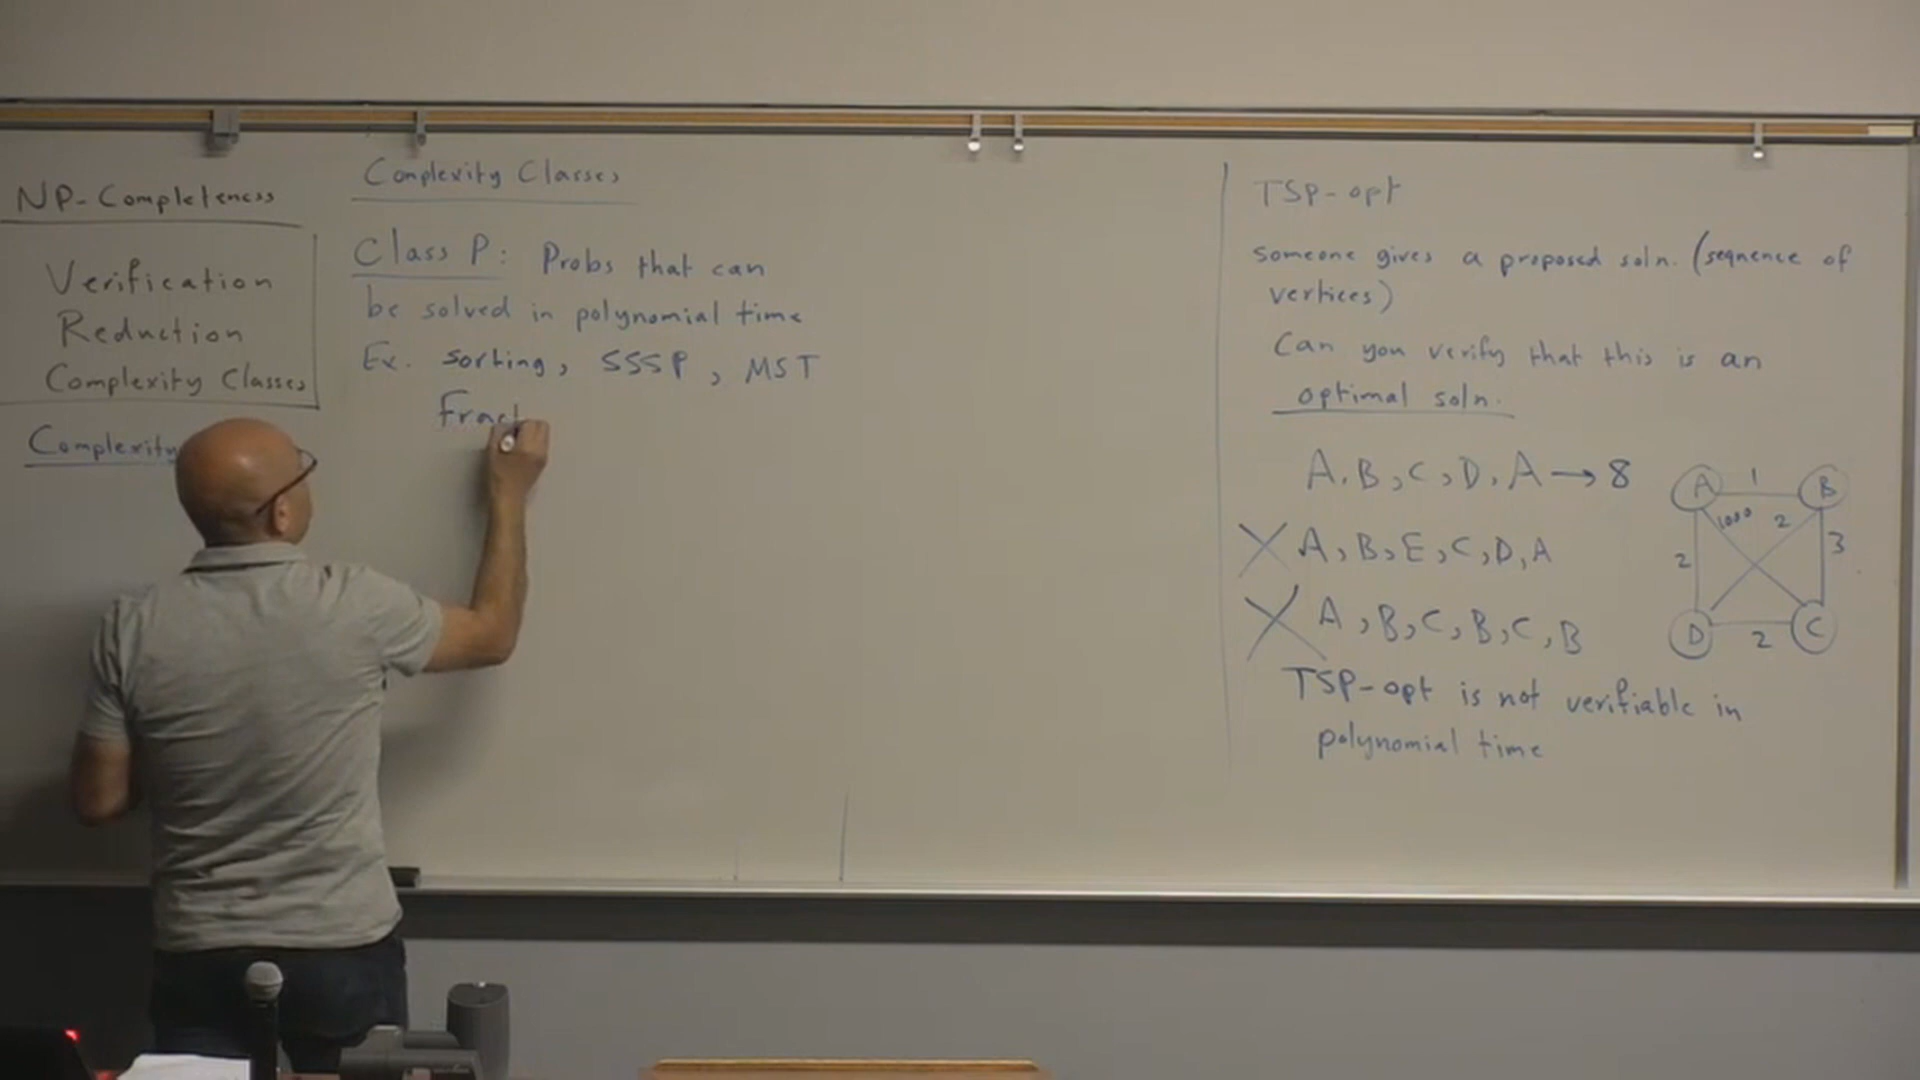 NP-Completeness
Verification
Reduction
Complexity Classes
Complexity
Complexity Classes
Class P: Probs that can
be solved in polynomial time
Ex. sorting, SSSP, MST
Fract
TSP-opt
Someone gives a proposed soln. (sequence of
vertices)
Can you verify that this is an
optimal soln.
A, B, C, D, A → 8
X A, B, E, C, D, A
X A, B, C, B, C, B
TSP-opt is not verifiable in
polynomial time
A 1 B
1000 2
2 3
D 2 C